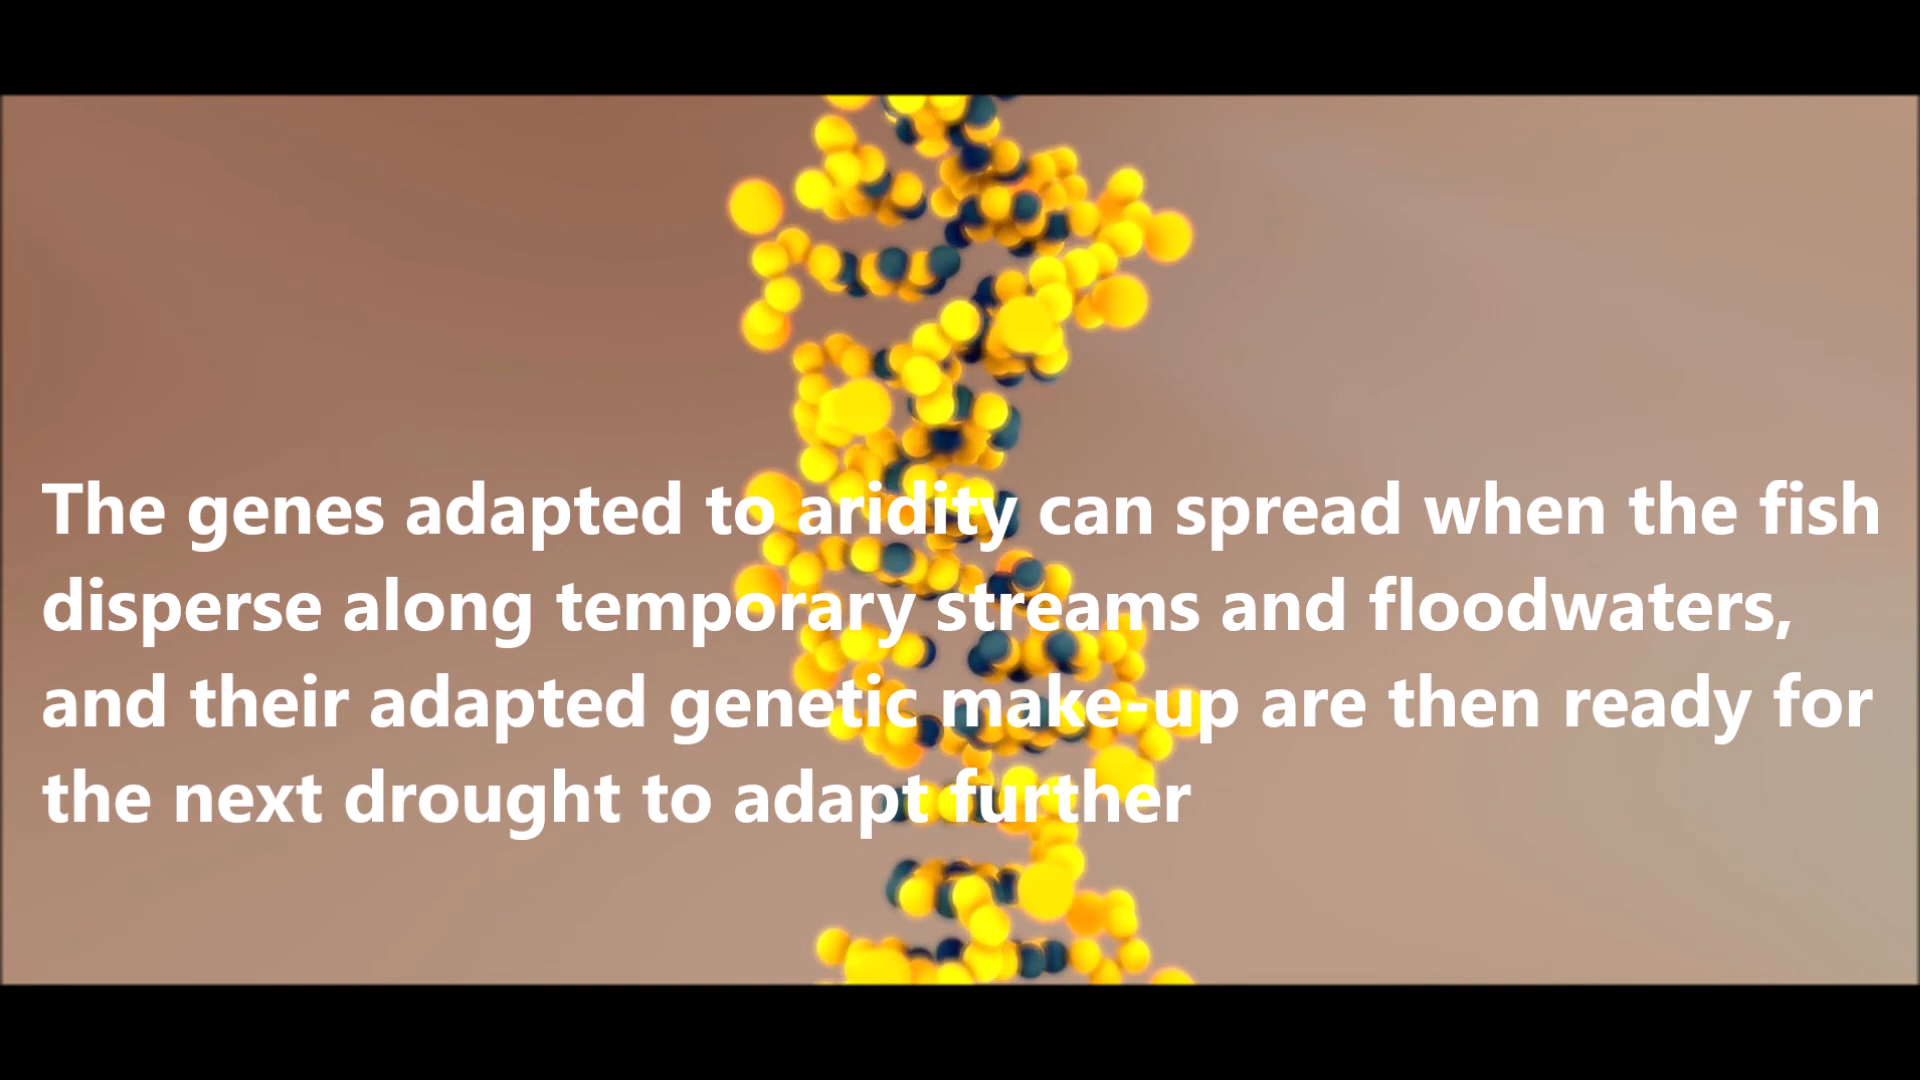 The genes adapted to aridity can spread when the fish
disperse along temporary streams and floodwaters,
and their adapted genetic make-up are then ready for
the next drought to adapt further